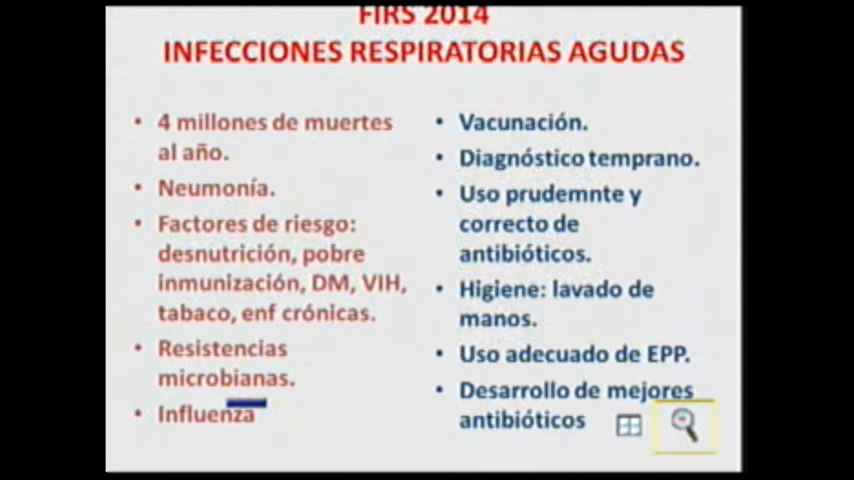 FIRS 2014
INFECCIONES RESPIRATORIAS AGUDAS
• 4 millones de muertes
al año.
• Neumonía.
• Factores de riesgo:
desnutrición, pobre
inmunización, DM, VIH,
tabaco, enf crónicas.
• Resistencias
microbianas.
• Influenza
• Vacunación.
• Diagnóstico temprano.
• Uso prudemnte y
correcto de
antibióticos.
• Higiene: lavado de
manos.
• Uso adecuado de EPP.
• Desarrollo de mejores
antibióticos